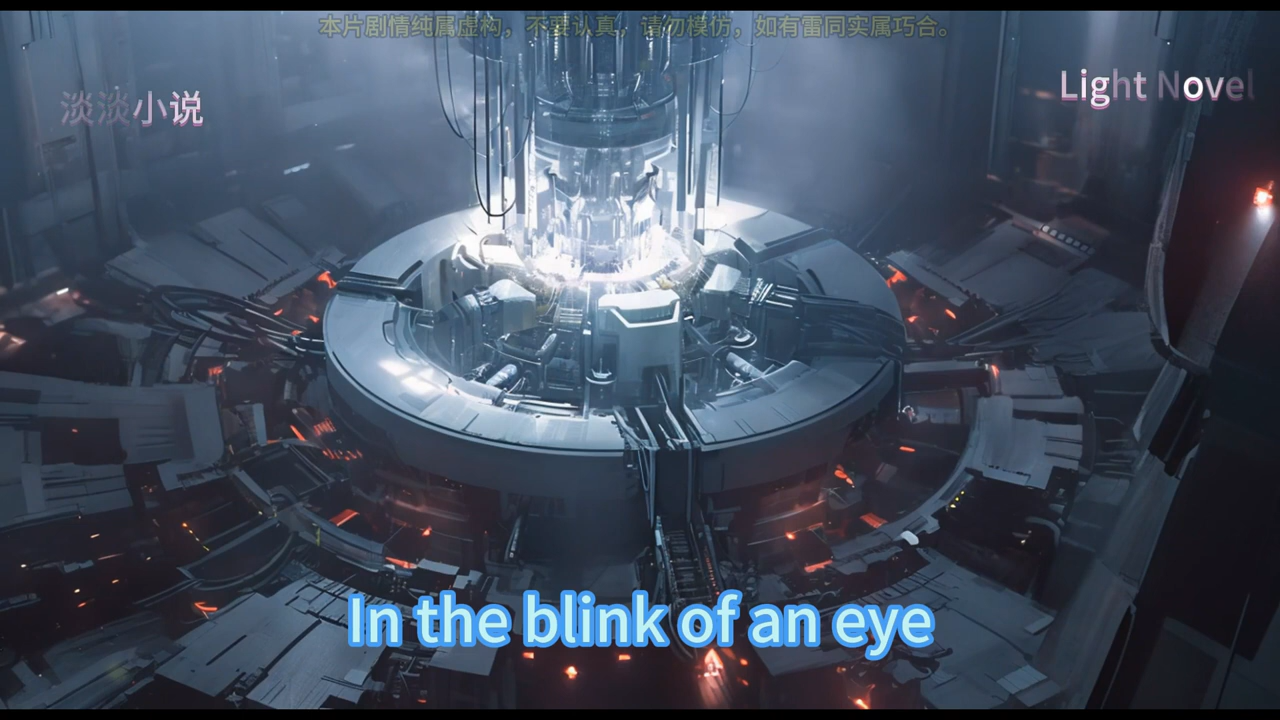 本片剧情纯属虚构，不要认真，请勿模仿，如有雷同实属巧合。
淡淡小说
Light Novel
In the blink of an eye